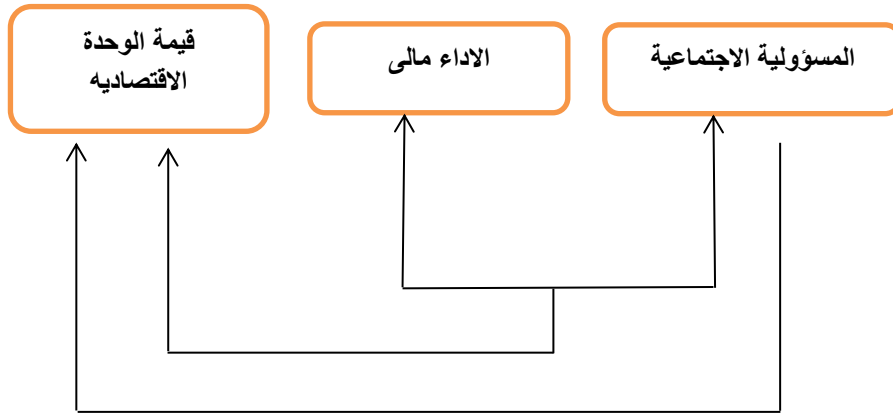 المسؤولية الاجتماعية
الاداء مالى
قيمة الوحدة
الاقتصاديه